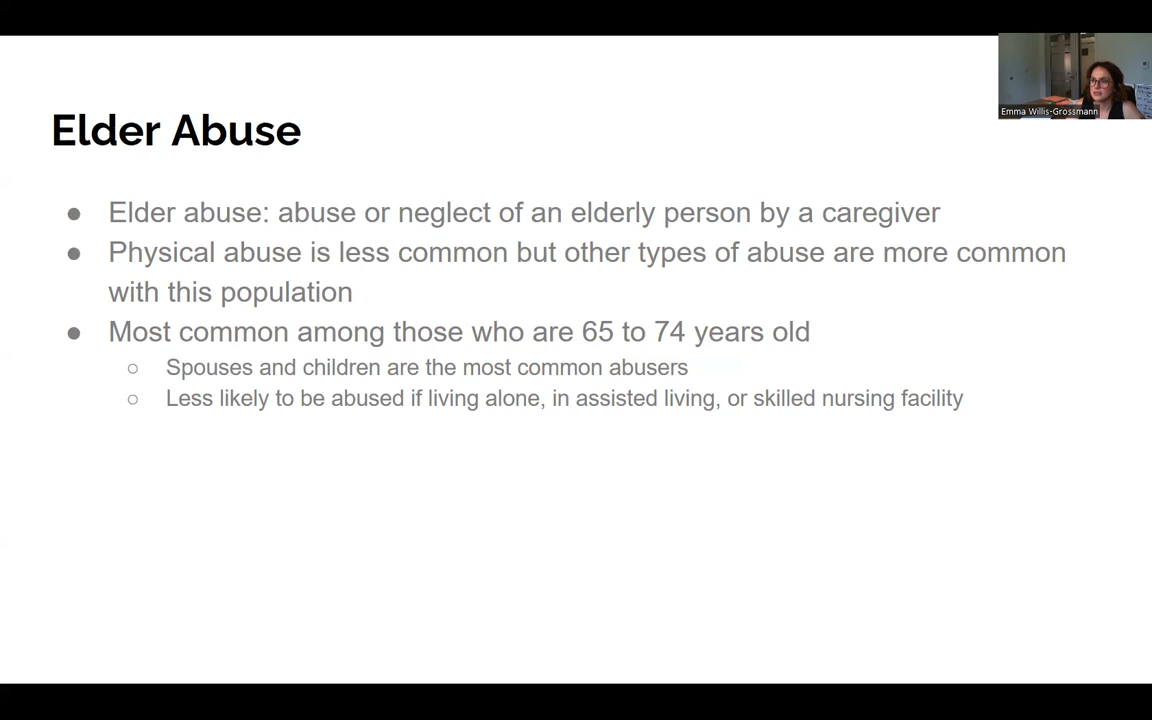 Elder Abuse
● Elder abuse: abuse or neglect of an elderly person by a caregiver
● Physical abuse is less common but other types of abuse are more common
with this population
● Most common among those who are 65 to 74 years old
○ Spouses and children are the most common abusers
○ Less likely to be abused if living alone, in assisted living, or skilled nursing facility
Emma Willis-Grossmann